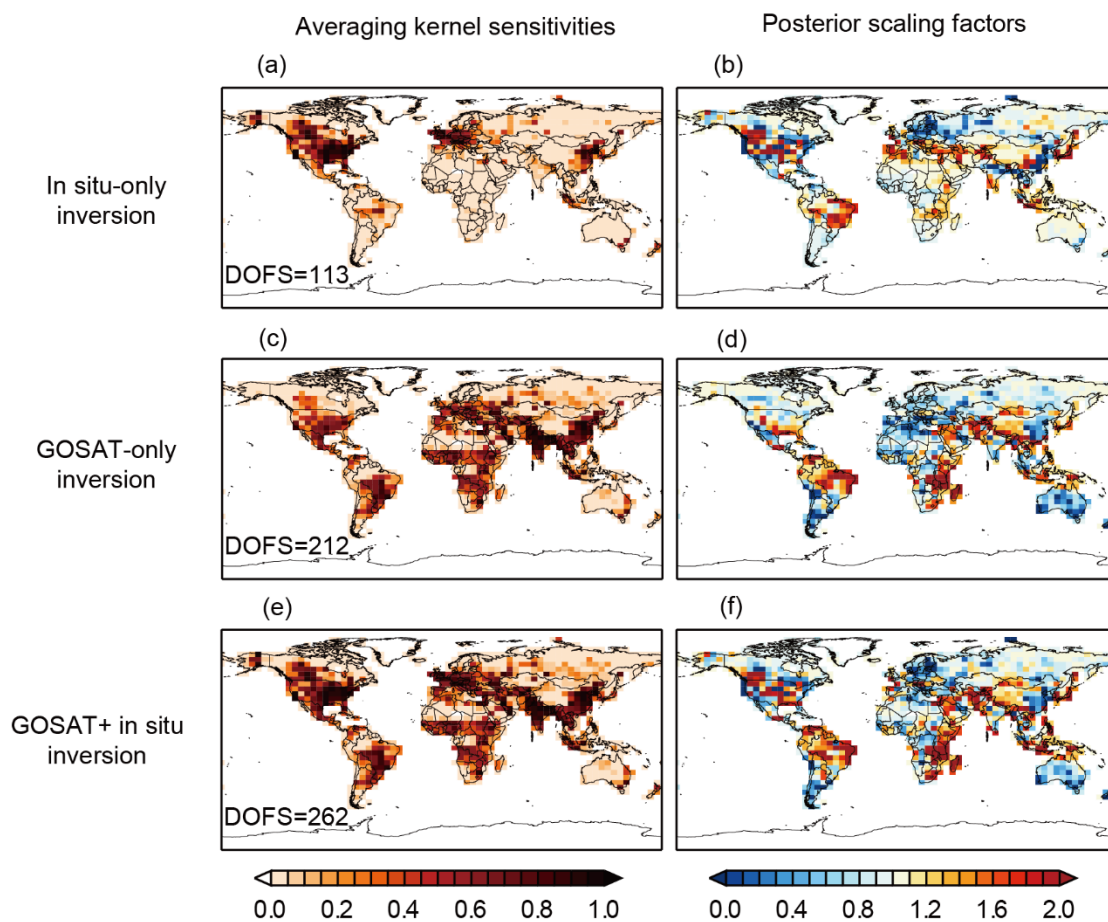 Averaging kernel sensitivities
Posterior scaling factors
(a)
(b)
In situ-only
inversion
DOFS=113
(c)
(d)
GOSAT-only
inversion
DOFS=212
(e)
(f)
GOSAT+ in situ
inversion
DOFS=262
0.0 0.2 0.4 0.6 0.8 1.0
0.0 0.4 0.8 1.2 1.6 2.0